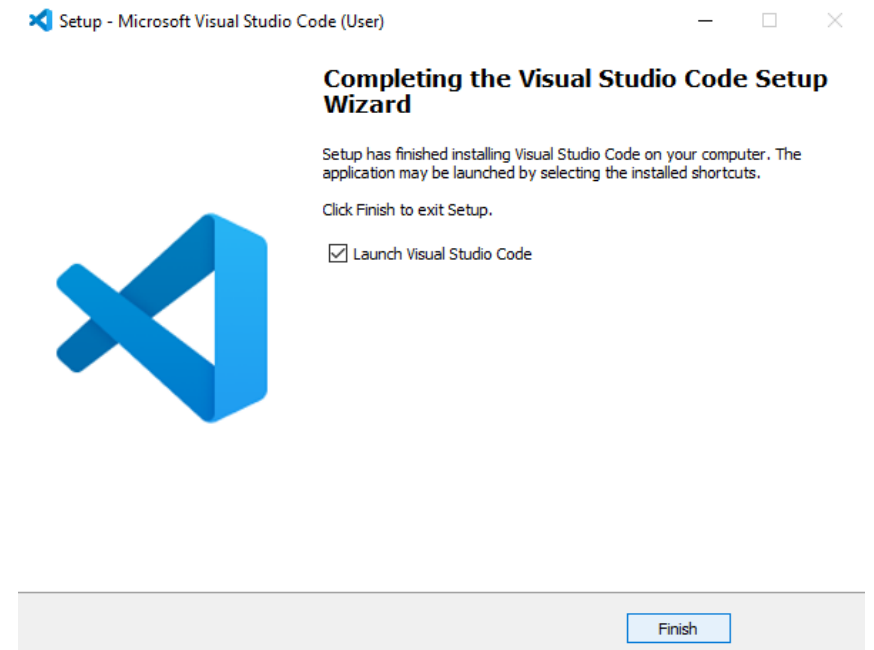 Setup - Microsoft Visual Studio Code (User)
Completing the Visual Studio Code Setup
Wizard
Setup has finished installing Visual Studio Code on your computer. The
application may be launched by selecting the installed shortcuts.
Click Finish to exit Setup.
Launch Visual Studio Code
Finish